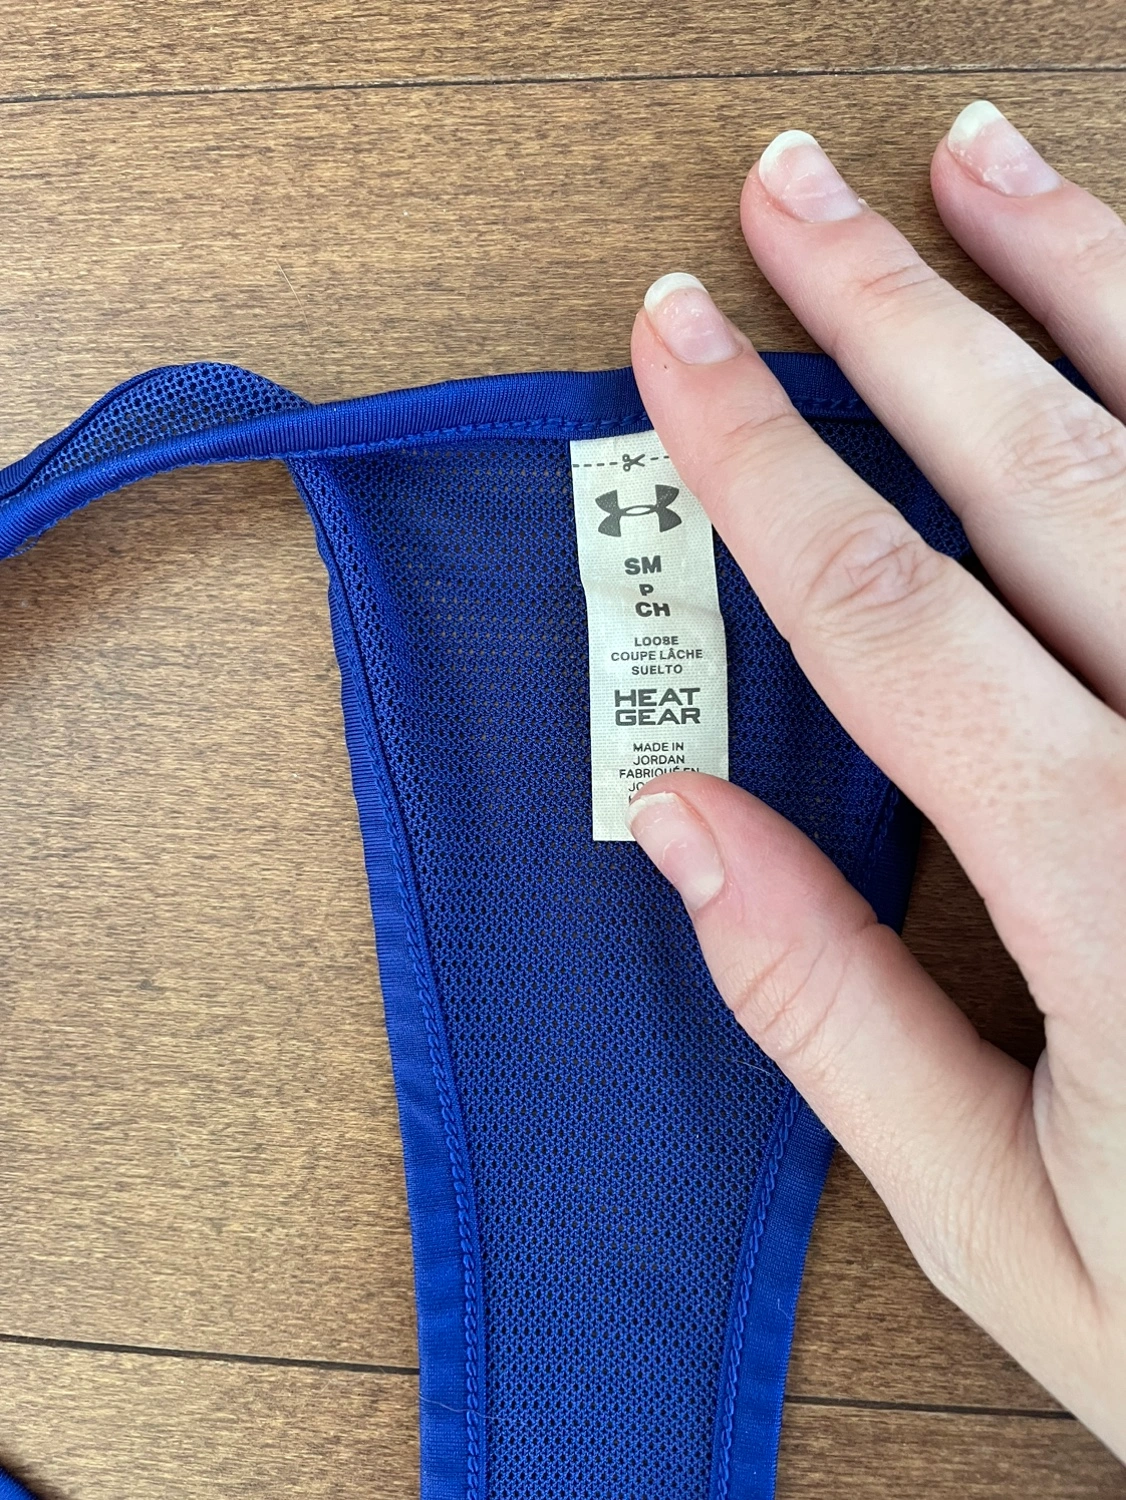 SM
P
CH
LOOSE
COUPE LÂCHE
SUELTO
HEAT
GEAR
MADE IN
JORDAN
FABRIQUÉ EN